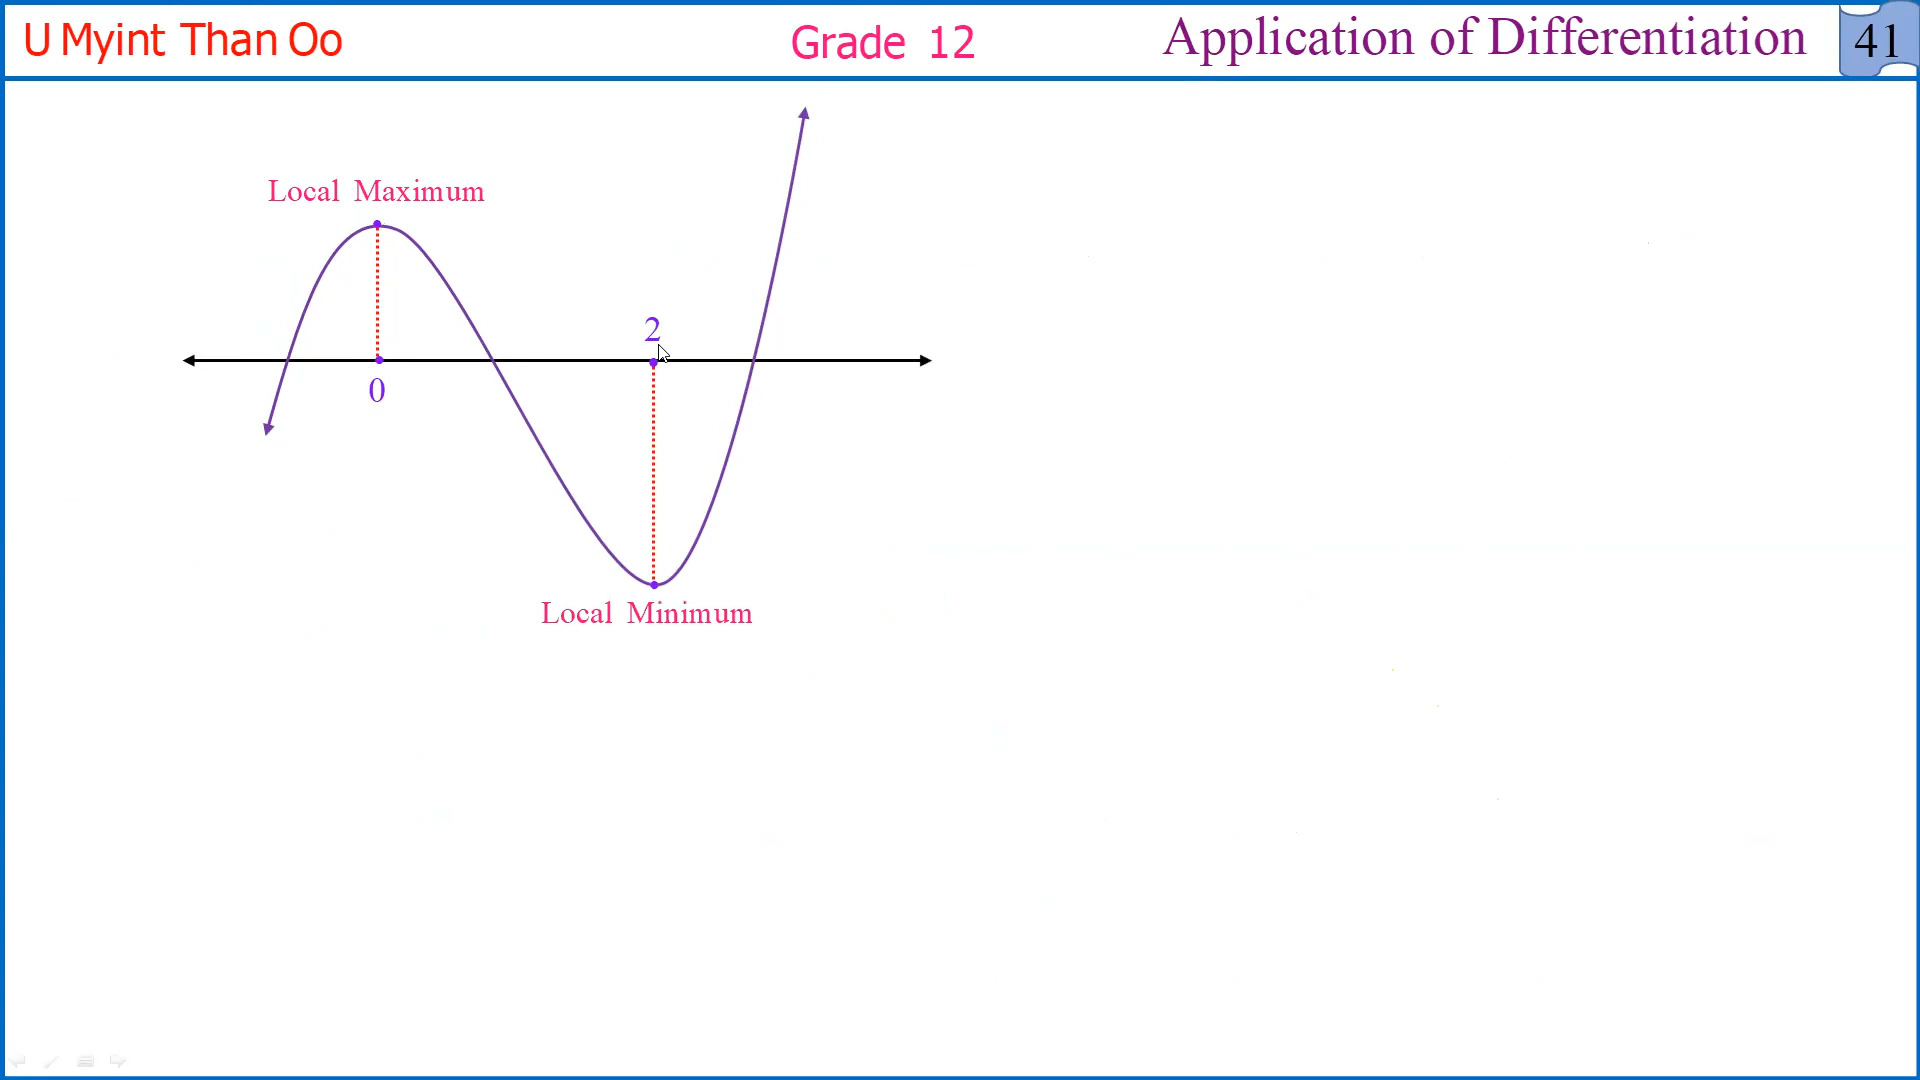 U Myint Than Oo
Grade 12
Application of Differentiation
41
Local Maximum
2
0
Local Minimum